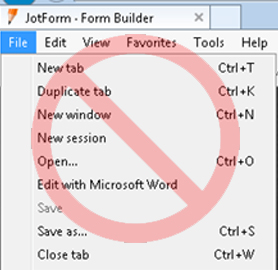 JotForm - Form Builder
File Edit View Favorites Tools Help
New tab Ctrl+T
Duplicate tab Ctrl+K
New window Ctrl+N
New session
Open... Ctrl+O
Edit with Microsoft Word
Save
Save as... Ctrl+S
Close tab Ctrl+W